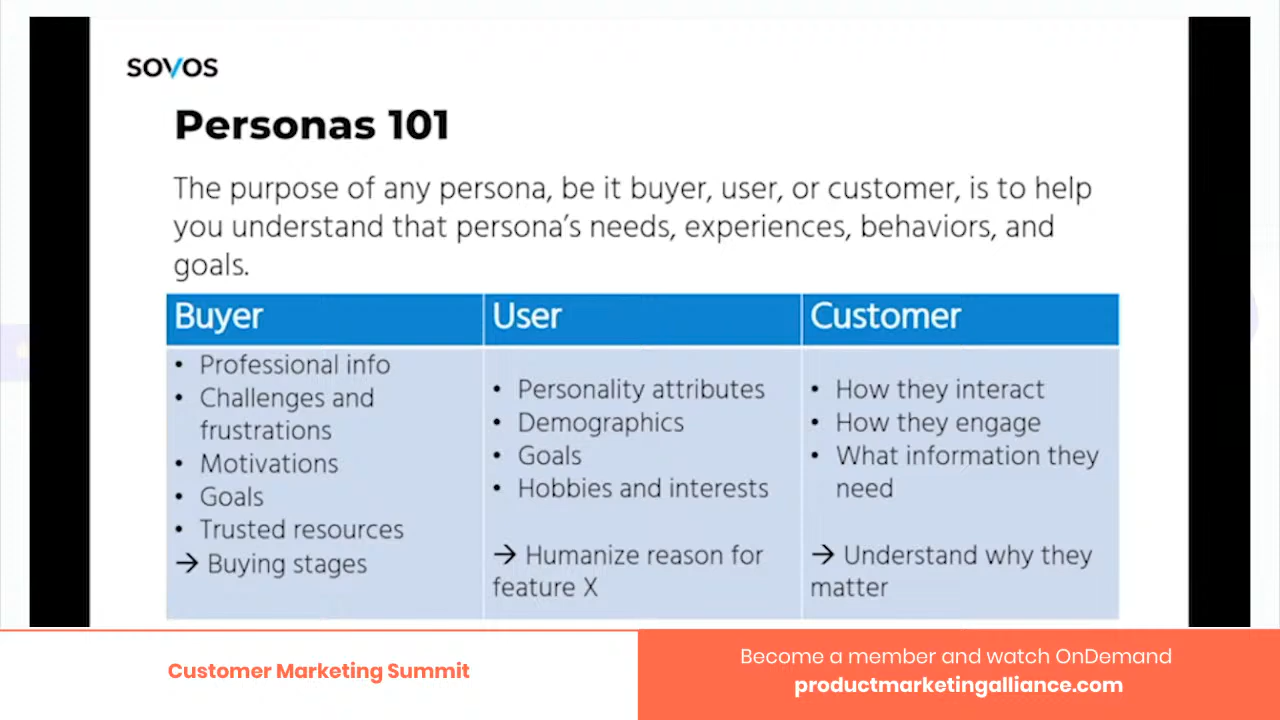 SOVOS
Personas 101
The purpose of any persona, be it buyer, user, or customer, is to help
you understand that persona's needs, experiences, behaviors, and
goals.
Buyer
• Professional info
• Challenges and
frustrations
• Motivations
• Goals
• Trusted resources
→ Buying stages
User
• Personality attributes
• Demographics
• Goals
• Hobbies and interests
→ Humanize reason for
feature X
Customer
• How they interact
• How they engage
• What information they
need
→ Understand why they
matter
Customer Marketing Summit
Become a member and watch OnDemand
productmarketingalliance.com